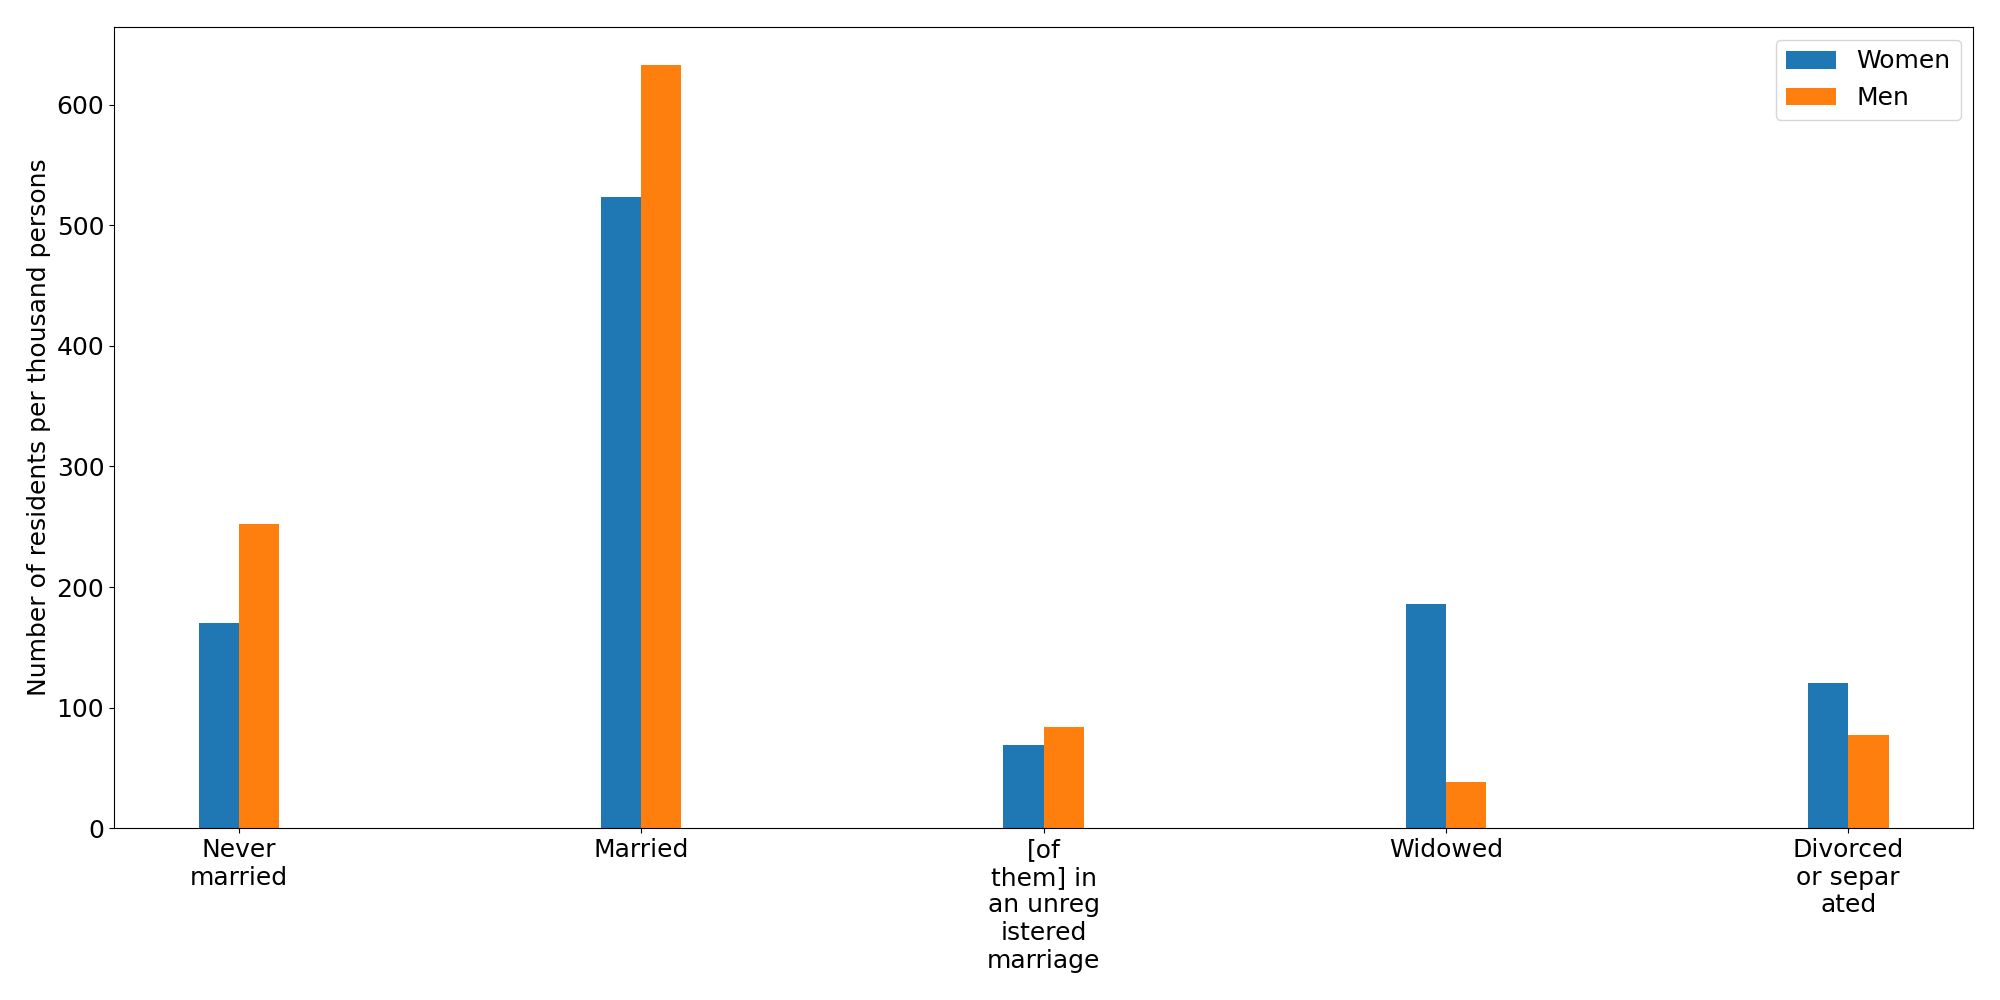 Women
Men
Number of residents per thousand persons
600
500
400
300
200
100
0
Never
married
Married
[of
them] in
an unreg
istered
marriage
Widowed
Divorced
or separ
ated